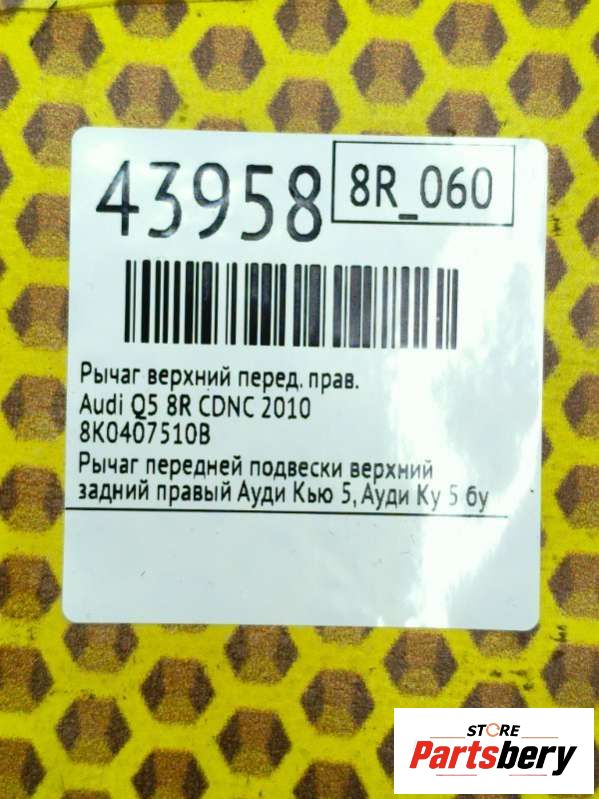 43958
8R_060
Рычаг верхний перед. прав.
Audi Q5 8R CDNC 2010
8K0407510B
Рычаг передней подвески верхний
задний правый Ауди Кью 5, Ауди Ку 5 бу
STORE
Partsbery